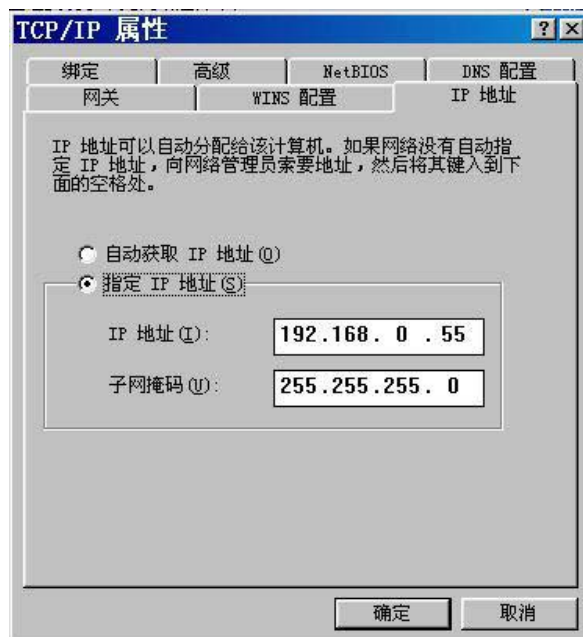 TCP/IP 属性
绑定 高级 NetBIOS DNS 配置
网关 WINS 配置 IP 地址
IP 地址可以自动分配给该计算机。如果网络没有自动指
定 IP 地址，向网络管理员索要地址，然后将其键入到下
面的空格处。
自动获取 IP 地址(O)
指定 IP 地址(S)
IP 地址(I): 192.168. 0 .55
子网掩码(U): 255.255.255. 0
确定 取消